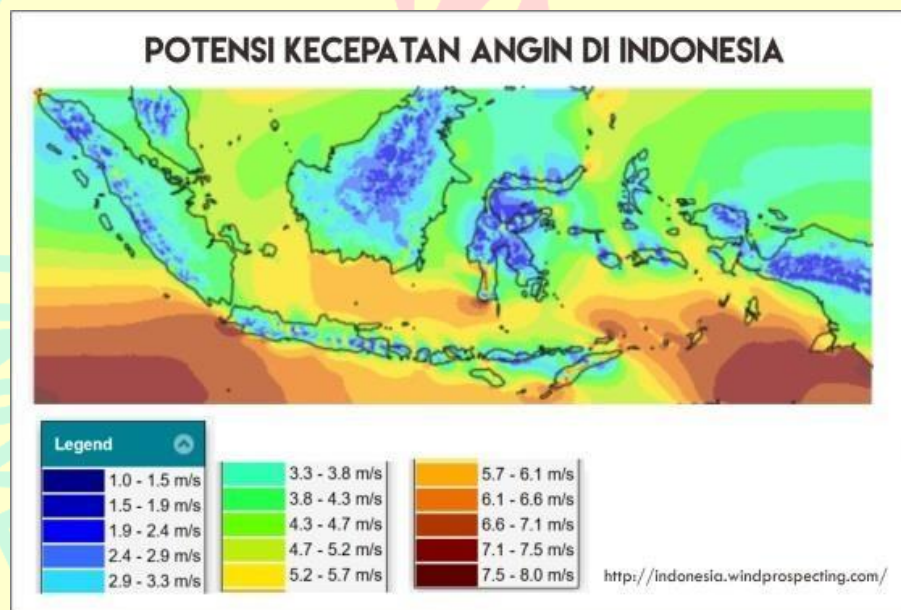 POTENSI KECEPATAN ANGIN DI INDONESIA
Legend
1.0 - 1.5 m/s
1.5 - 1.9 m/s
1.9 - 2.4 m/s
2.4 - 2.9 m/s
2.9 - 3.3 m/s
3.3 - 3.8 m/s
3.8 - 4.3 m/s
4.3 - 4.7 m/s
4.7 - 5.2 m/s
5.2 - 5.7 m/s
5.7 - 6.1 m/s
6.1 - 6.6 m/s
6.6 - 7.1 m/s
7.1 - 7.5 m/s
7.5 - 8.0 m/s
http://indonesia.windprospecting.com/